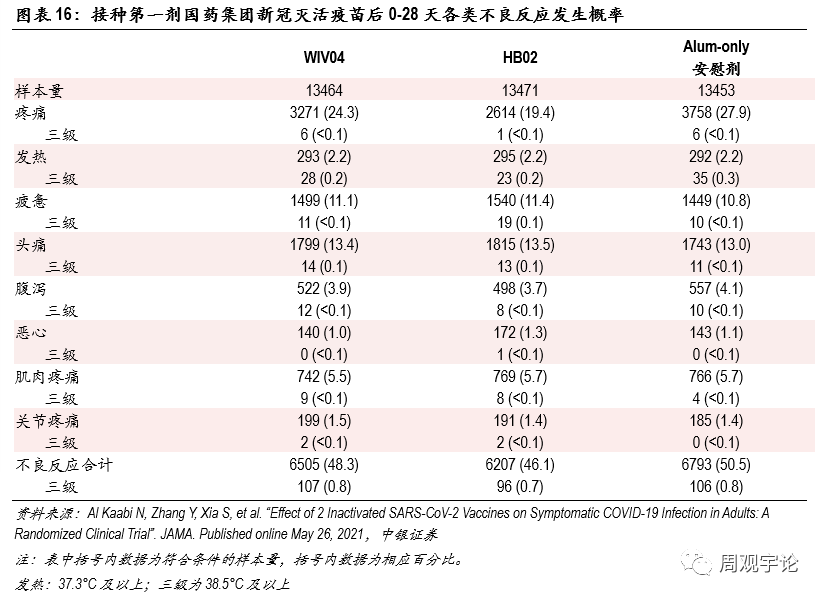 图表 16：接种第一剂国药集团新冠灭活疫苗后 0-28 天各类不良反应发生概率
WIV04 HB02 Alum-only 安慰剂
样本量 13464 13471 13453
疼痛 3271 (24.3) 2614 (19.4) 3758 (27.9)
三级 6 (<0.1) 1 (<0.1) 6 (<0.1)
发热 293 (2.2) 295 (2.2) 292 (2.2)
三级 28 (0.2) 23 (0.2) 35 (0.3)
疲惫 1499 (11.1) 1540 (11.4) 1449 (10.8)
三级 11 (<0.1) 19 (0.1) 10 (<0.1)
头痛 1799 (13.4) 1815 (13.5) 1743 (13.0)
三级 14 (0.1) 13 (0.1) 11 (<0.1)
腹泻 522 (3.9) 498 (3.7) 557 (4.1)
三级 12 (<0.1) 8 (<0.1) 10 (<0.1)
恶心 140 (1.0) 172 (1.3) 143 (1.1)
三级 0 (<0.1) 1 (<0.1) 0 (<0.1)
肌肉疼痛 742 (5.5) 769 (5.7) 766 (5.7)
三级 9 (<0.1) 8 (<0.1) 4 (<0.1)
关节疼痛 199 (1.5) 191 (1.4) 185 (1.4)
三级 2 (<0.1) 2 (<0.1) 0 (<0.1)
不良反应合计 6505 (48.3) 6207 (46.1) 6793 (50.5)
三级 107 (0.8) 96 (0.7) 106 (0.8)
资料来源：Al Kaabi N, Zhang Y, Xia S, et al. “Effect of 2 Inactivated SARS-CoV-2 Vaccines on Symptomatic COVID-19 Infection in Adults: A
Randomized Clinical Trial”. JAMA. Published online May 26, 2021，中银证券
注：表中括号内数据为符合条件的样本量，括号内数据为相应百分比。
发热：37.3°C 及以上；三级为 38.5°C 及以上
周观宇论